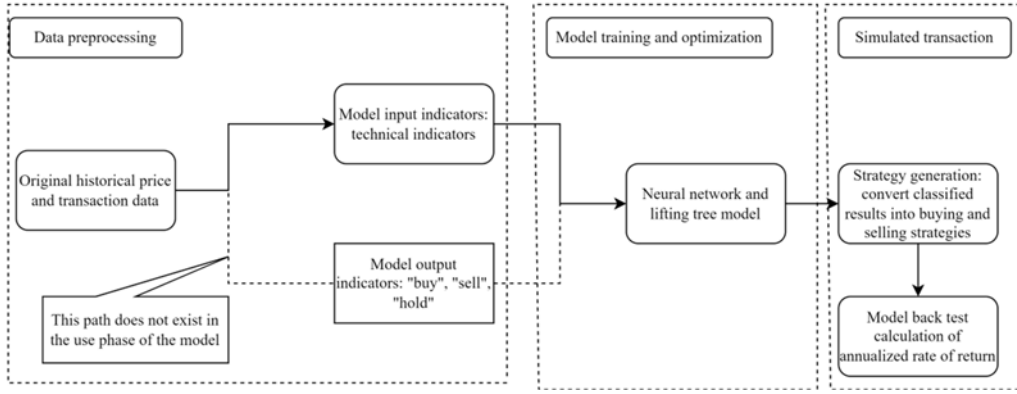 Data preprocessing
Model training and optimization
Simulated transaction
Model input indicators:
technical indicators
Original historical price
and transaction data
Neural network and
lifting tree model
Strategy generation:
convert classified
results into buying and
selling strategies
Model output
indicators: "buy", "sell",
"hold"
This path does not exist in
the use phase of the model
Model back test
calculation of
annualized rate of return